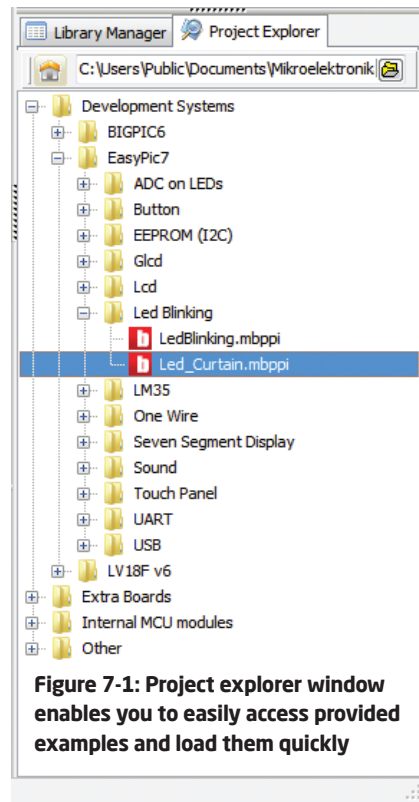 Library Manager Project Explorer
C:\Users\Public\Documents\Mikroelektronik
Development Systems
BIGPIC6
EasyPic7
ADC on LEDs
Button
EEPROM (I2C)
Glcd
Lcd
Led Blinking
LedBlinking.mbppi
Led_Curtain.mbppi
LM35
One Wire
Seven Segment Display
Sound
Touch Panel
UART
USB
LV18F v6
Extra Boards
Internal MCU modules
Other
Figure 7-1: Project explorer window
enables you to easily access provided
examples and load them quickly